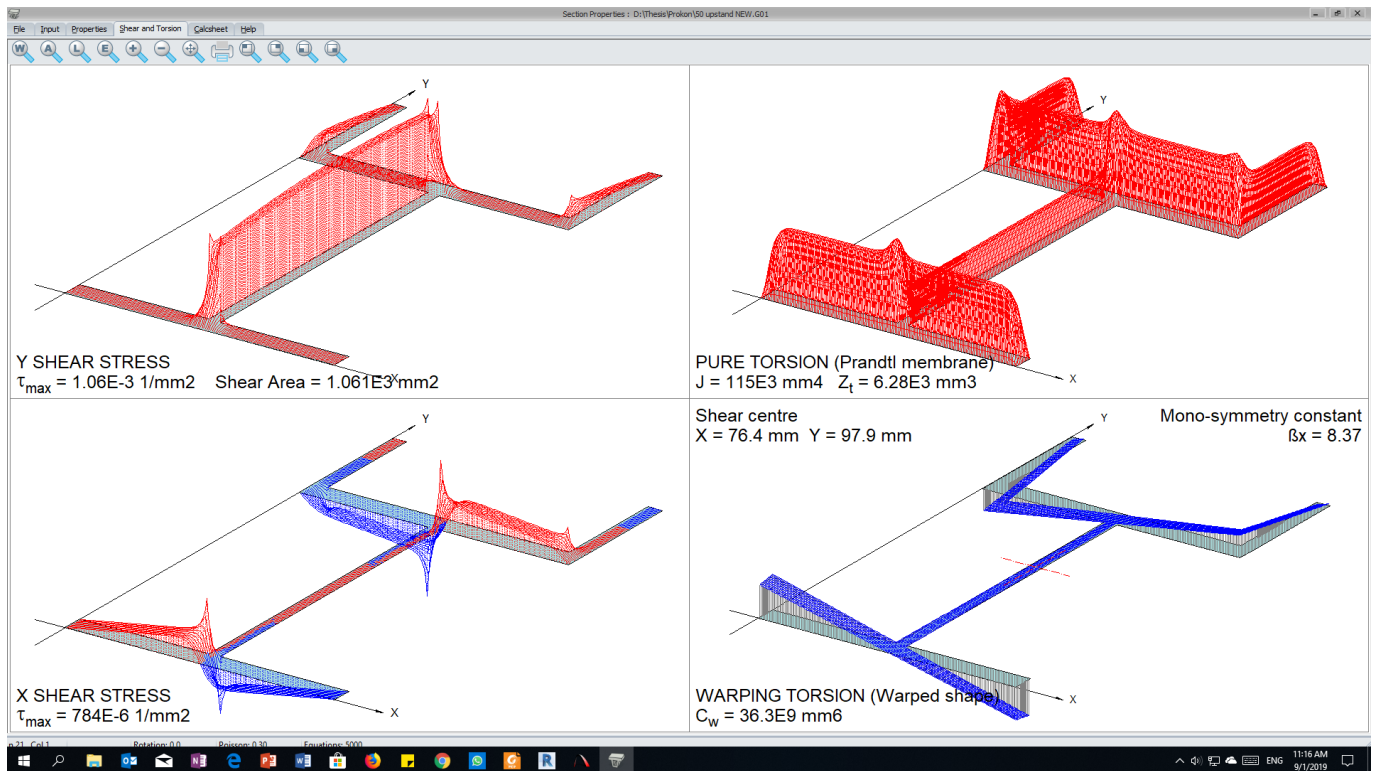 Section Properties : D:\Thesis\Prokon\50 upstand NEW.G01
File Input Properties Shear and Torsion Calcsheet Help
W A L E
Y
X
Y SHEAR STRESS
τmax = 1.06E-3 1/mm2 Shear Area = 1.061E3 mm2
Y
X
PURE TORSION (Prandtl membrane)
J = 115E3 mm4 Zt = 6.28E3 mm3
Y
X
X SHEAR STRESS
τmax = 784E-6 1/mm2
Shear centre
X = 76.4 mm Y = 97.9 mm
Mono-symmetry constant
ßx = 8.37
Y
X
WARPING TORSION (Warped shape)
Cw = 36.3E9 mm6
Rotation: 0.0 Poisson: 0.30 Equations: 5000
ENG
11:16 AM
9/1/2019